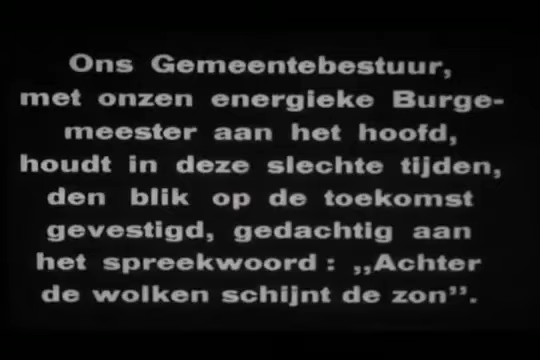 Ons Gemeentebestuur,
met onzen energieke Burge-
meester aan het hoofd,
houdt in deze slechte tijden,
den blik op de toekomst
gevestigd, gedachtig aan
het spreekwoord: „Achter
de wolken schijnt de zon”.